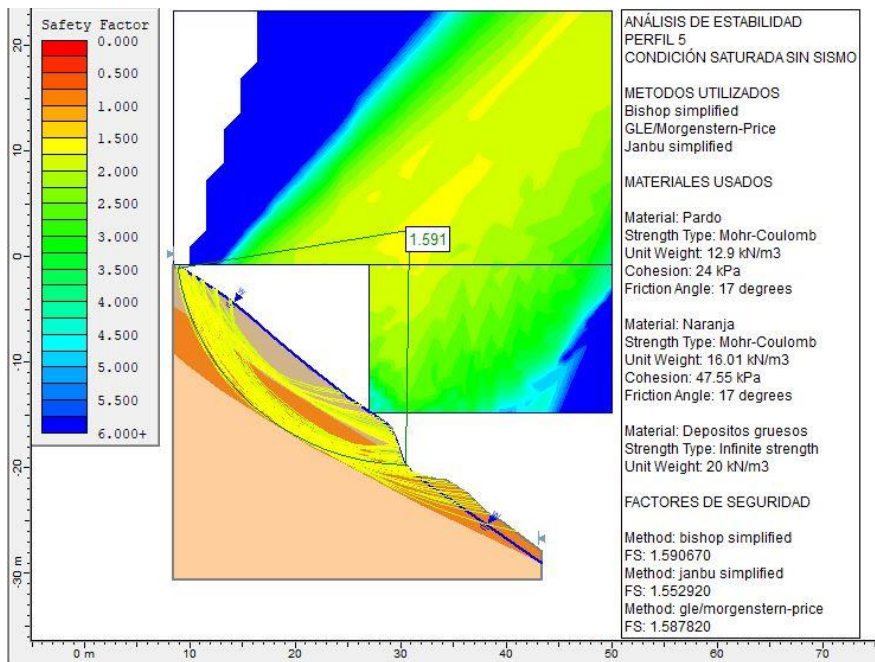 Safety Factor
0.000
0.500
1.000
1.500
2.000
2.500
3.000
3.500
4.000
4.500
5.000
5.500
6.000+
20
10
0
-10
-20
-30 m
0 m
10
20
30
40
50
60
70
1.591
W
W
ANÁLISIS DE ESTABILIDAD
PERFIL 5
CONDICIÓN SATURADA SIN SISMO
METODOS UTILIZADOS
Bishop simplified
GLE/Morgenstern-Price
Janbu simplified
MATERIALES USADOS
Material: Pardo
Strength Type: Mohr-Coulomb
Unit Weight: 12.9 kN/m3
Cohesion: 24 kPa
Friction Angle: 17 degrees
Material: Naranja
Strength Type: Mohr-Coulomb
Unit Weight: 16.01 kN/m3
Cohesion: 47.55 kPa
Friction Angle: 17 degrees
Material: Depositos gruesos
Strength Type: Infinite strength
Unit Weight: 20 kN/m3
FACTORES DE SEGURIDAD
Method: bishop simplified
FS: 1.590670
Method: janbu simplified
FS: 1.552920
Method: gle/morgenstern-price
FS: 1.587820